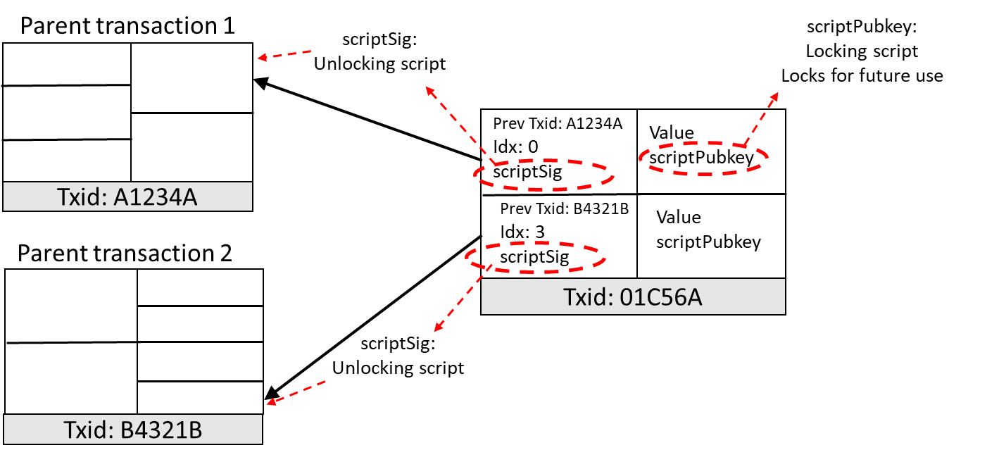 Parent transaction 1
Txid: A1234A
Parent transaction 2
Txid: B4321B
scriptSig:
Unlocking script
scriptSig:
Unlocking script
Prev Txid: A1234A
Idx: 0
scriptSig
Prev Txid: B4321B
Idx: 3
scriptSig
Value
scriptPubkey
Value
scriptPubkey
Txid: 01C56A
scriptPubkey:
Locking script
Locks for future use